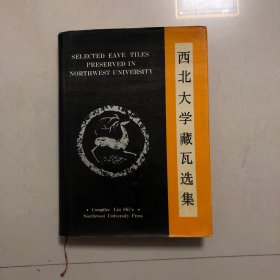 SELECTED EAVE TILES
PRESERVED IN
NORTHWEST UNIVERSITY
西北大学藏瓦选集
• Compiler Liu Shi'e •
Northwest University Press